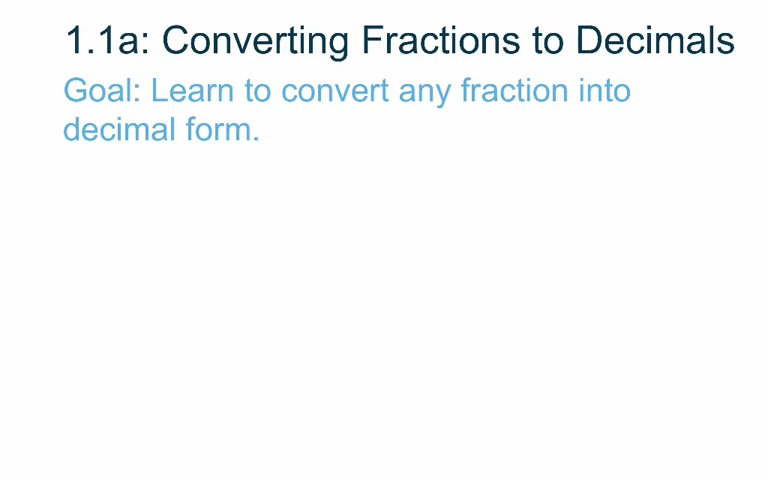 1.1a: Converting Fractions to Decimals
Goal: Learn to convert any fraction into
decimal form.